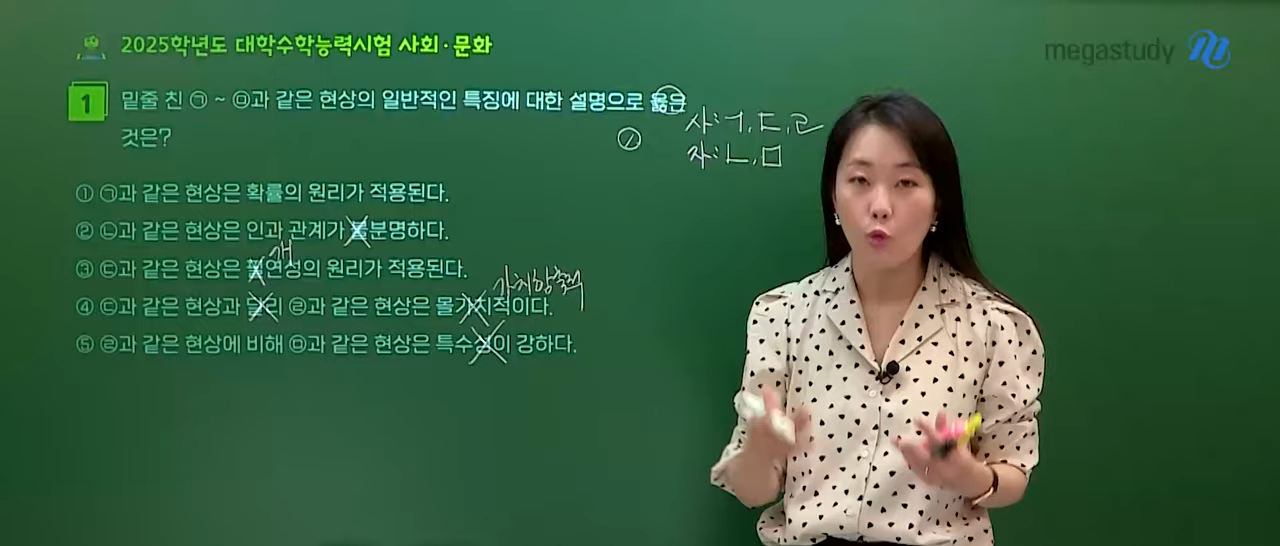 2025학년도 대학수학능력시험 사회·문화
megastudy
1
밑줄 친 ㉠ ~ ㉤과 같은 현상의 일반적인 특징에 대한 설명으로 옳은
것은?
사:ㄱ,ㄷ,ㄹ
자:ㄴ,ㅁ
① ㉠과 같은 현상은 확률의 원리가 적용된다.
② ㉡과 같은 현상은 인과 관계가 불분명하다.
개
③ ㉢과 같은 현상은 필연성의 원리가 적용된다.
가치함축적
④ ㉢과 같은 현상과 달리 ㉣과 같은 현상은 몰가치적이다.
⑤ ㉣과 같은 현상에 비해 ㉤과 같은 현상은 특수성이 강하다.